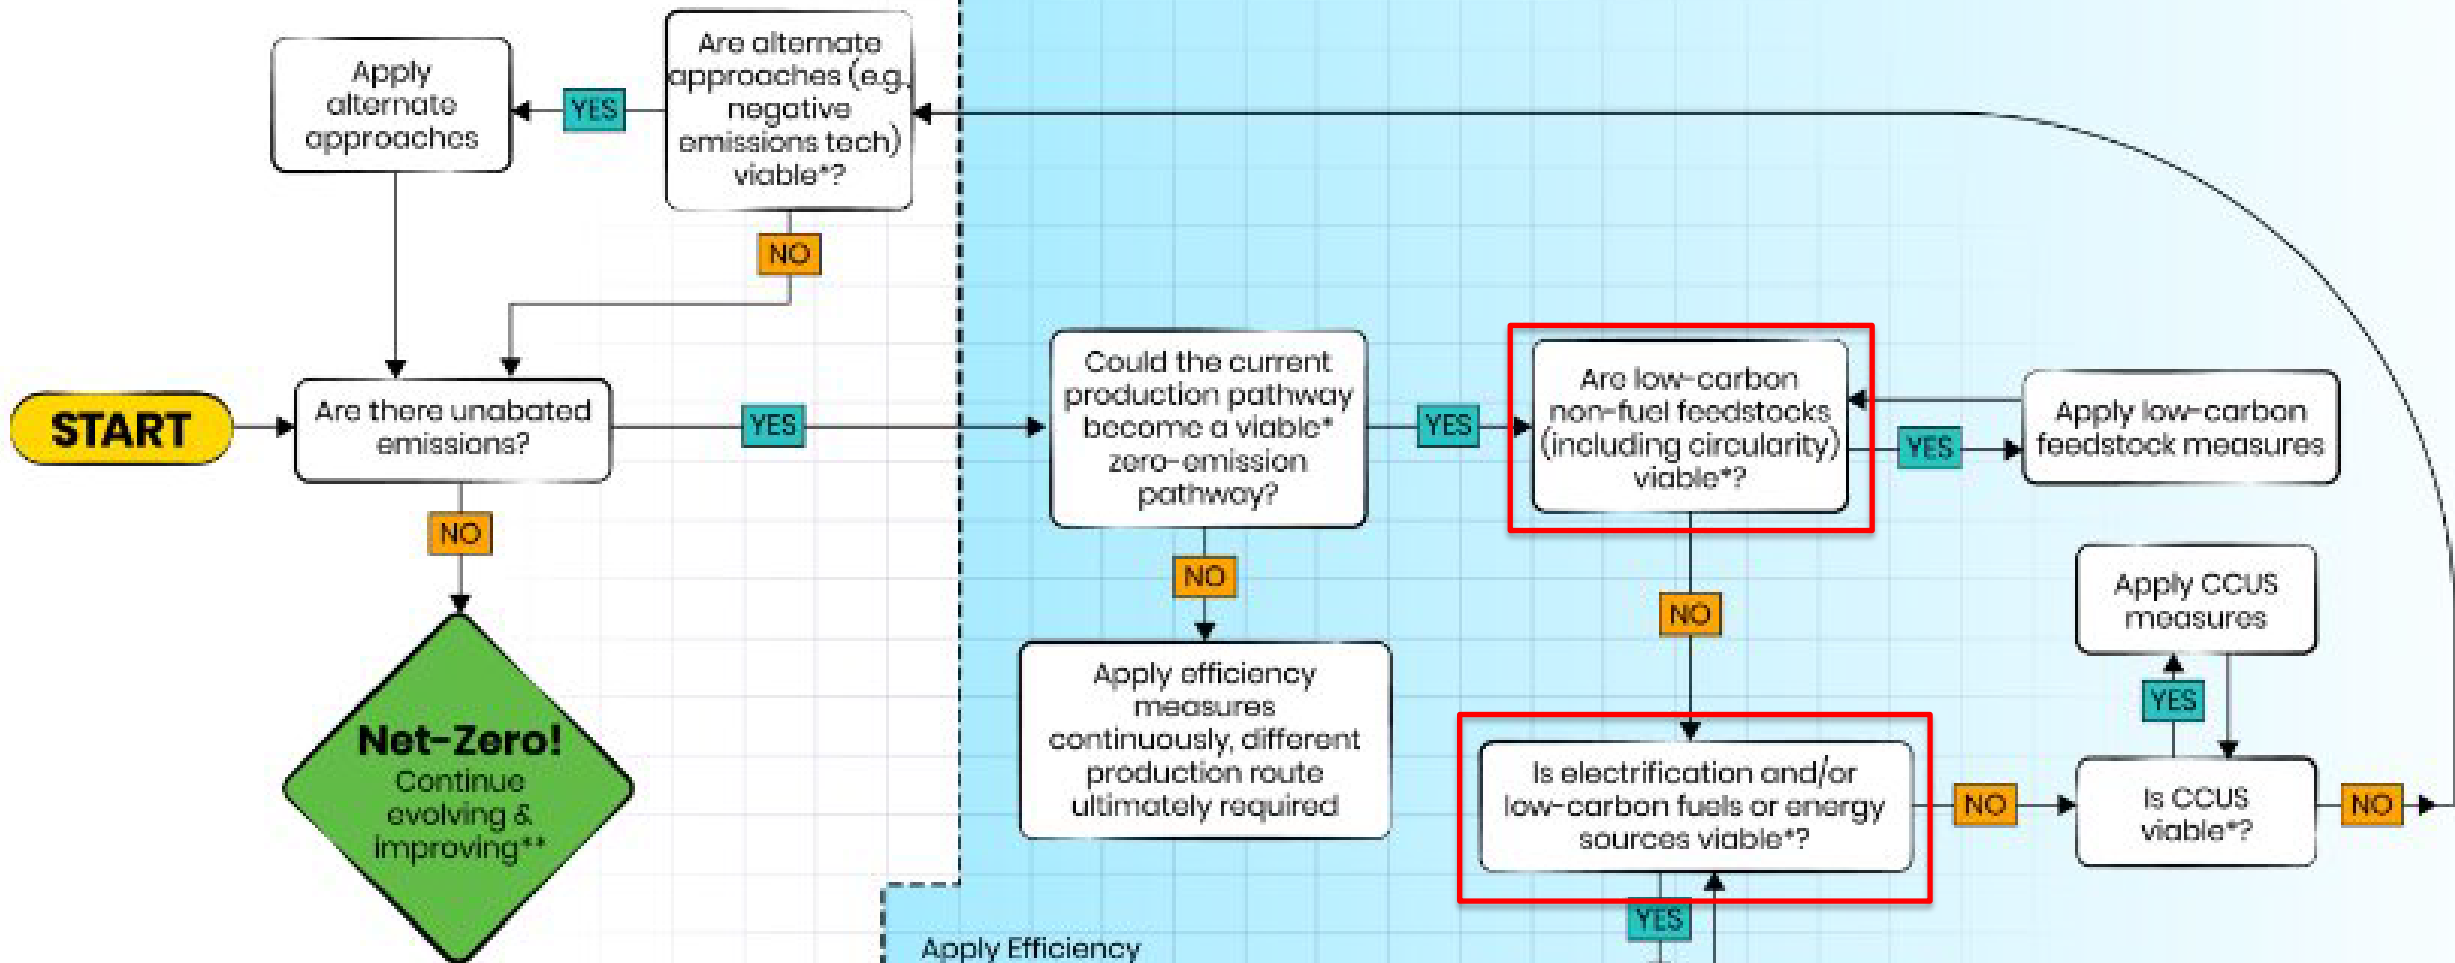 Apply
alternate
approaches
YES
Are alternate
approaches (e.g.,
negative
emissions tech)
viable*?
NO
START
Are there unabated
emissions?
YES
NO
Net-Zero!
Continue
evolving &
improving**
Could the current
production pathway
become a viable*
zero-emission
pathway?
YES
NO
Apply efficiency
measures
continuously, different
production route
ultimately required
Are low-carbon
non-fuel feedstocks
(including circularity)
viable*?
YES
Apply low-carbon
feedstock measures
NO
Is electrification and/or
low-carbon fuels or energy
sources viable*?
NO
YES
Apply CCUS
measures
YES
Is CCUS
viable*?
NO
Apply Efficiency